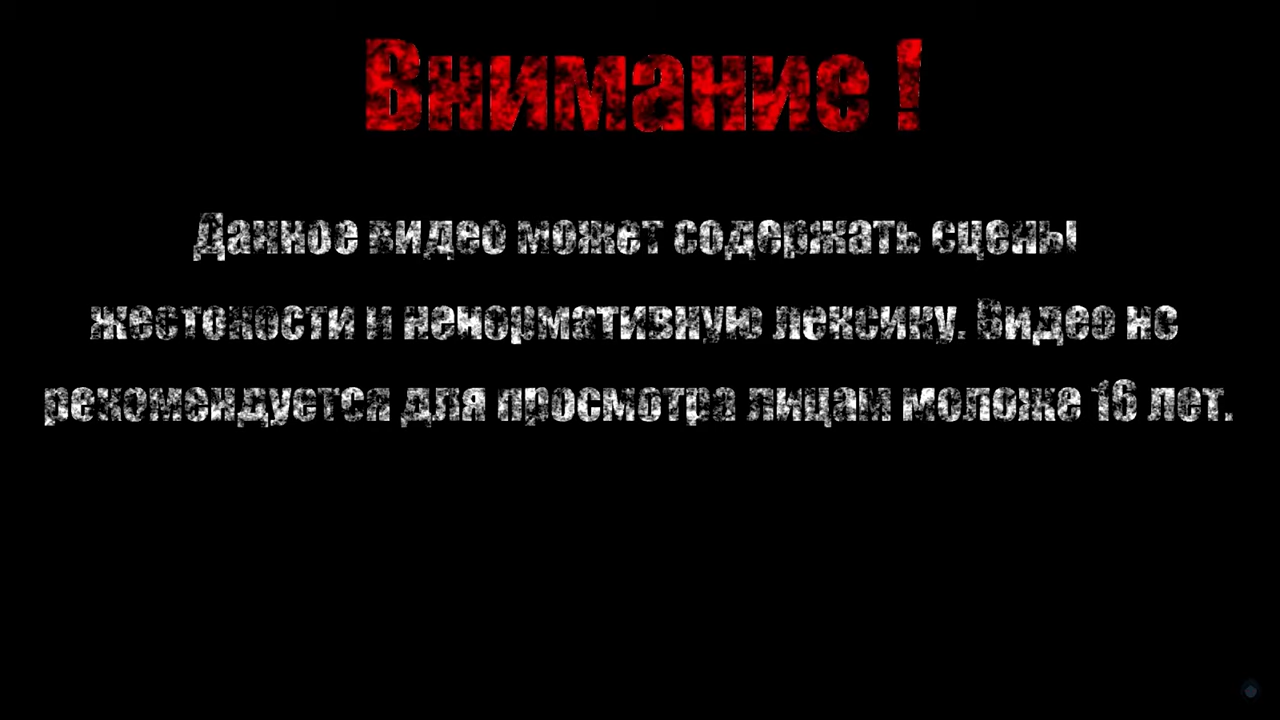 Внимание !
Данное видео может содержать сцены
жестокости и ненормативную лексику. Видео не
рекомендуется для просмотра лицам моложе 16 лет.